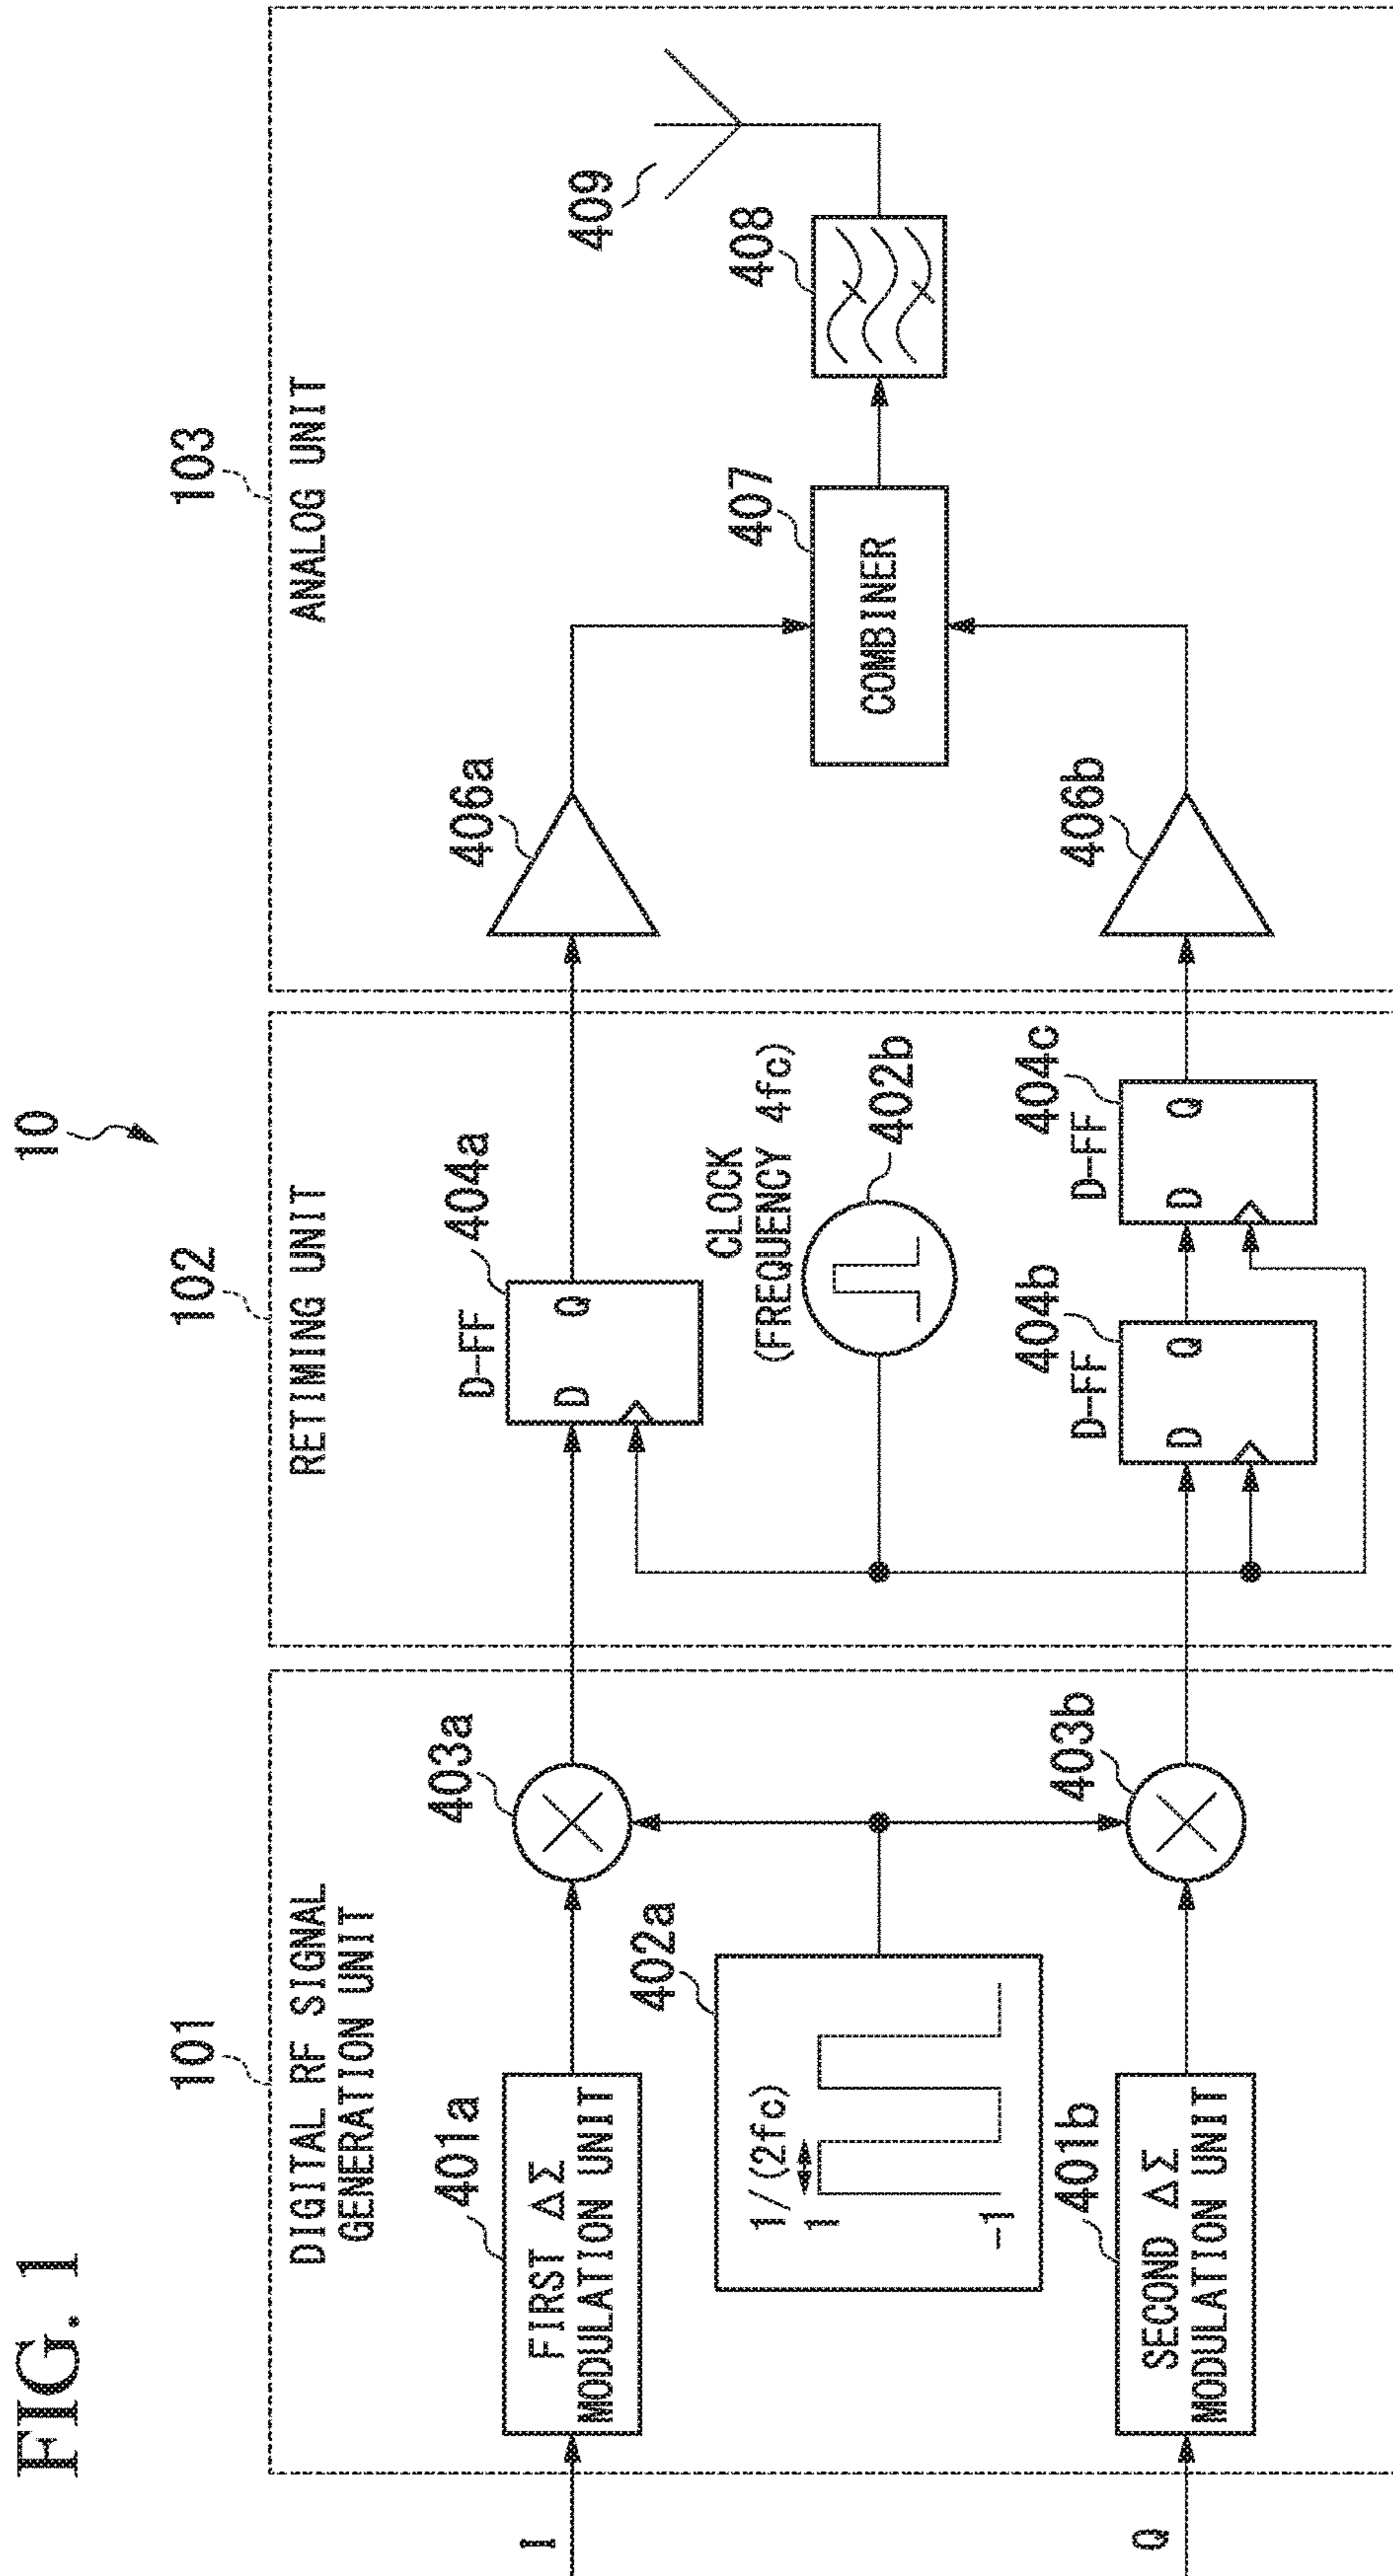 FIG. 1
10
101
DIGITAL RF SIGNAL
GENERATION UNIT
102
RETIMING UNIT
103
ANALOG UNIT
I
401a
FIRST ΔΣ
MODULATION UNIT
403a
D-FF
404a
D
Q
406a
402a
1/(2fc)
1
-1
CLOCK
(FREQUENCY 4fc)
402b
407
COMBINER
408
409
Q
401b
SECOND ΔΣ
MODULATION UNIT
403b
D-FF
404b
D
Q
D-FF
404c
D
Q
406b